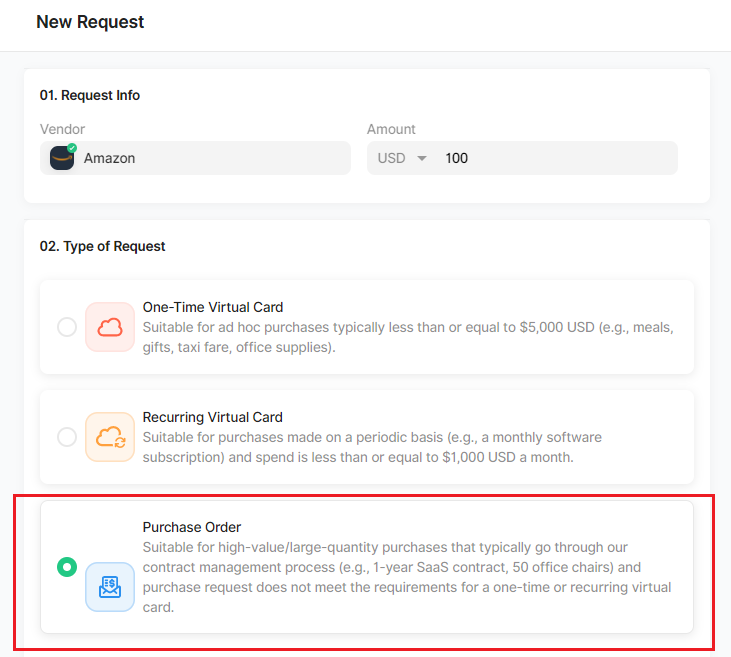 New Request
01. Request Info
Vendor
Amount
Amazon
USD
100
02. Type of Request
One-Time Virtual Card
Suitable for ad hoc purchases typically less than or equal to $5,000 USD (e.g., meals,
gifts, taxi fare, office supplies).
Recurring Virtual Card
Suitable for purchases made on a periodic basis (e.g., a monthly software
subscription) and spend is less than or equal to $1,000 USD a month.
Purchase Order
Suitable for high-value/large-quantity purchases that typically go through our
contract management process (e.g., 1-year SaaS contract, 50 office chairs) and
purchase request does not meet the requirements for a one-time or recurring virtual
card.